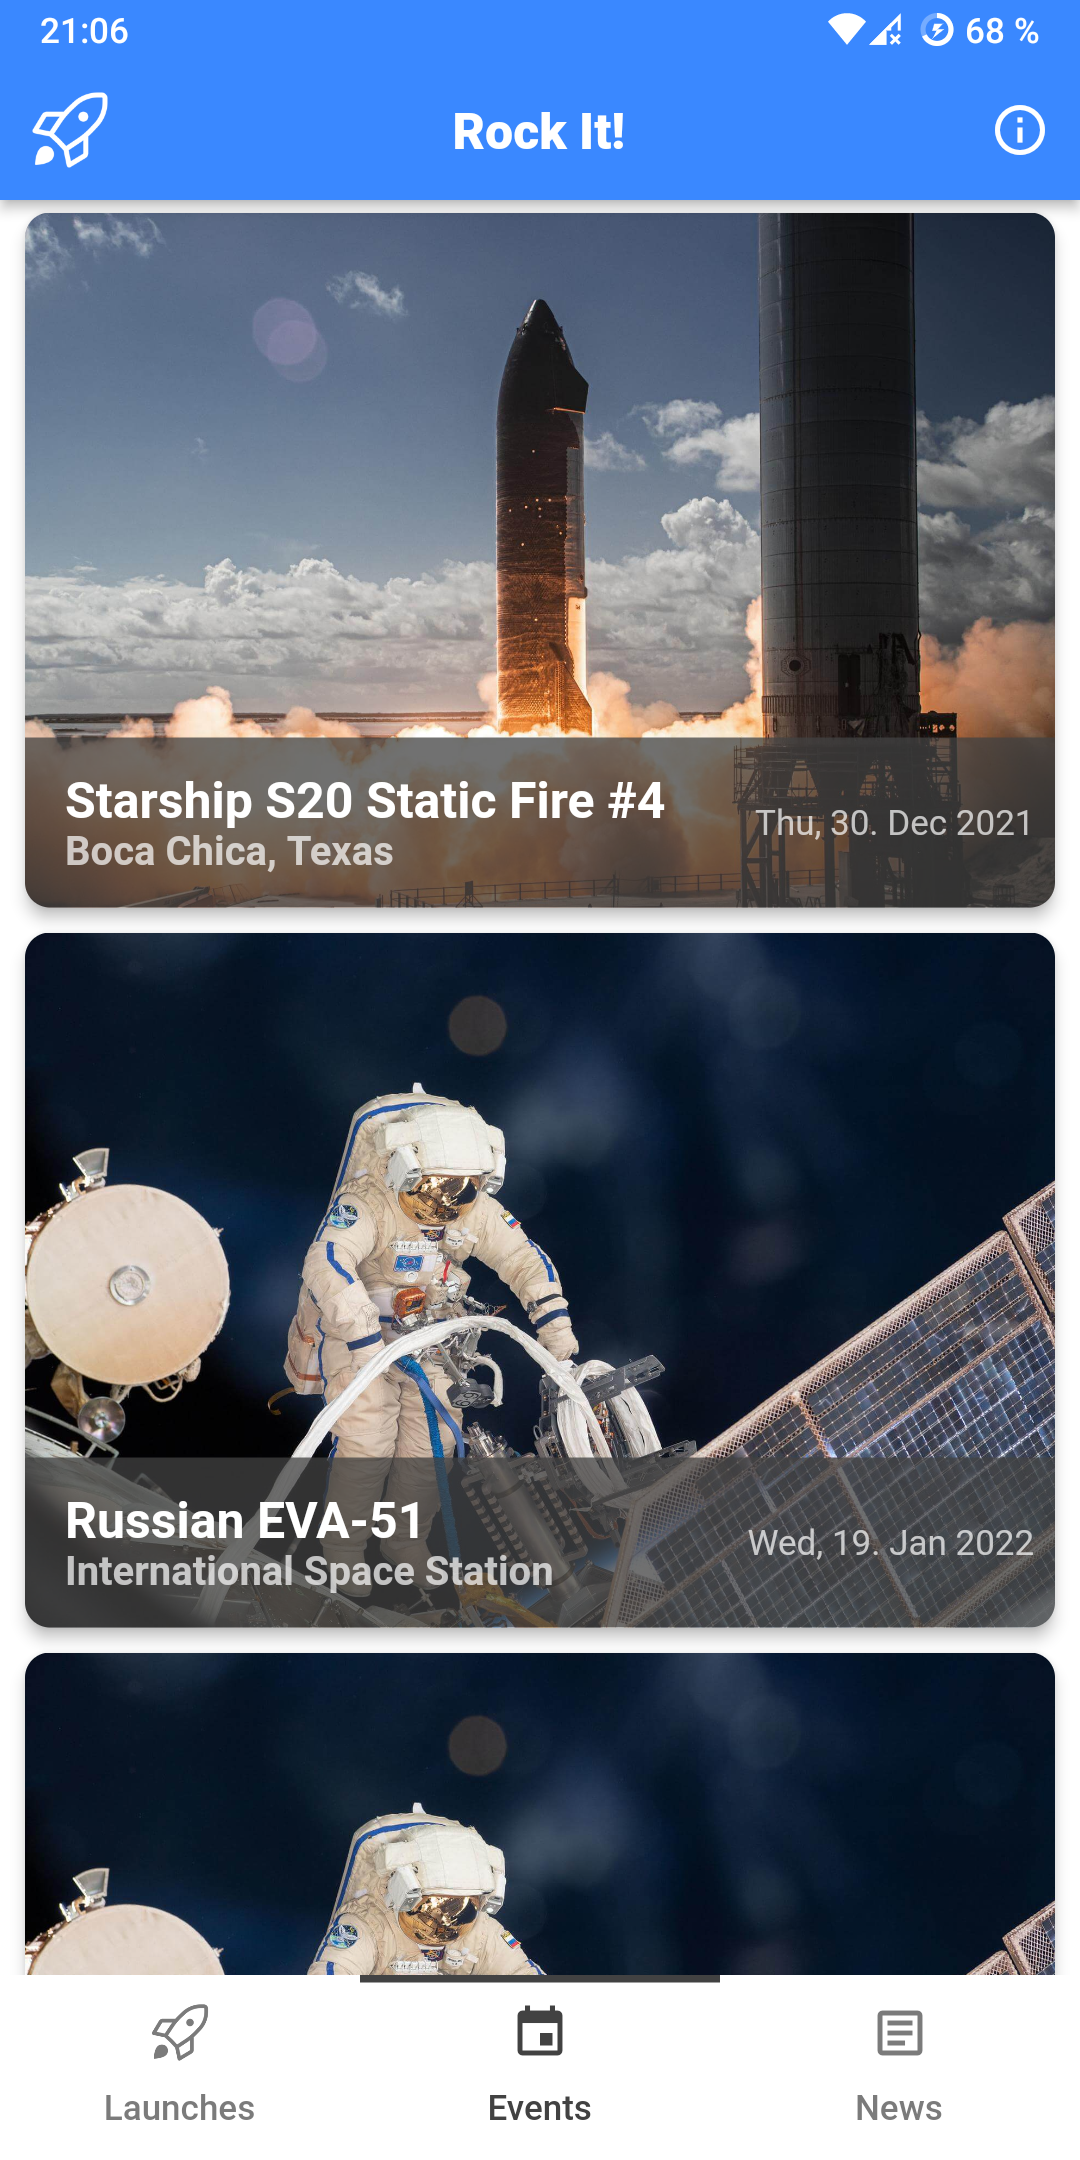 21:06
68 %
Rock It!
Starship S20 Static Fire #4
Boca Chica, Texas
Thu, 30. Dec 2021
Russian EVA-51
International Space Station
Wed, 19. Jan 2022
Launches
Events
News